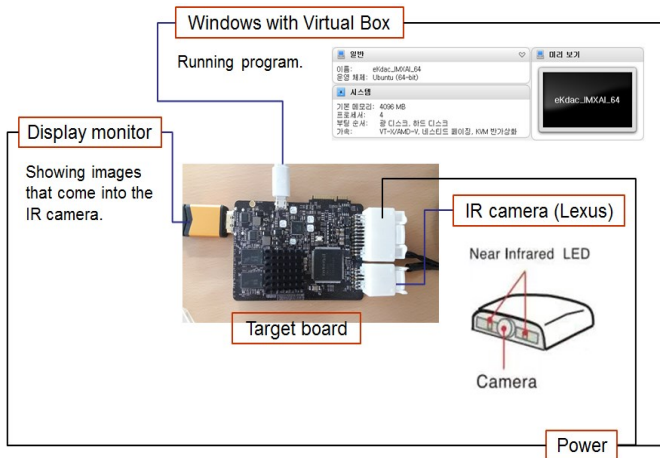 Windows with Virtual Box
Running program.
일반
이름: eKdac_IMXAI_64
운영 체제: Ubuntu (64-bit)
시스템
기본 메모리: 4096 MB
프로세서: 4
부팅 순서: 광 디스크, 하드 디스크
가속: VT-x/AMD-V, 네스티드 페이징, KVM 반가상화
미리 보기
eKdac_IMXAI_64
Display monitor
Showing images
that come into the
IR camera.
IR camera (Lexus)
Near Infrared LED
Camera
Target board
Power